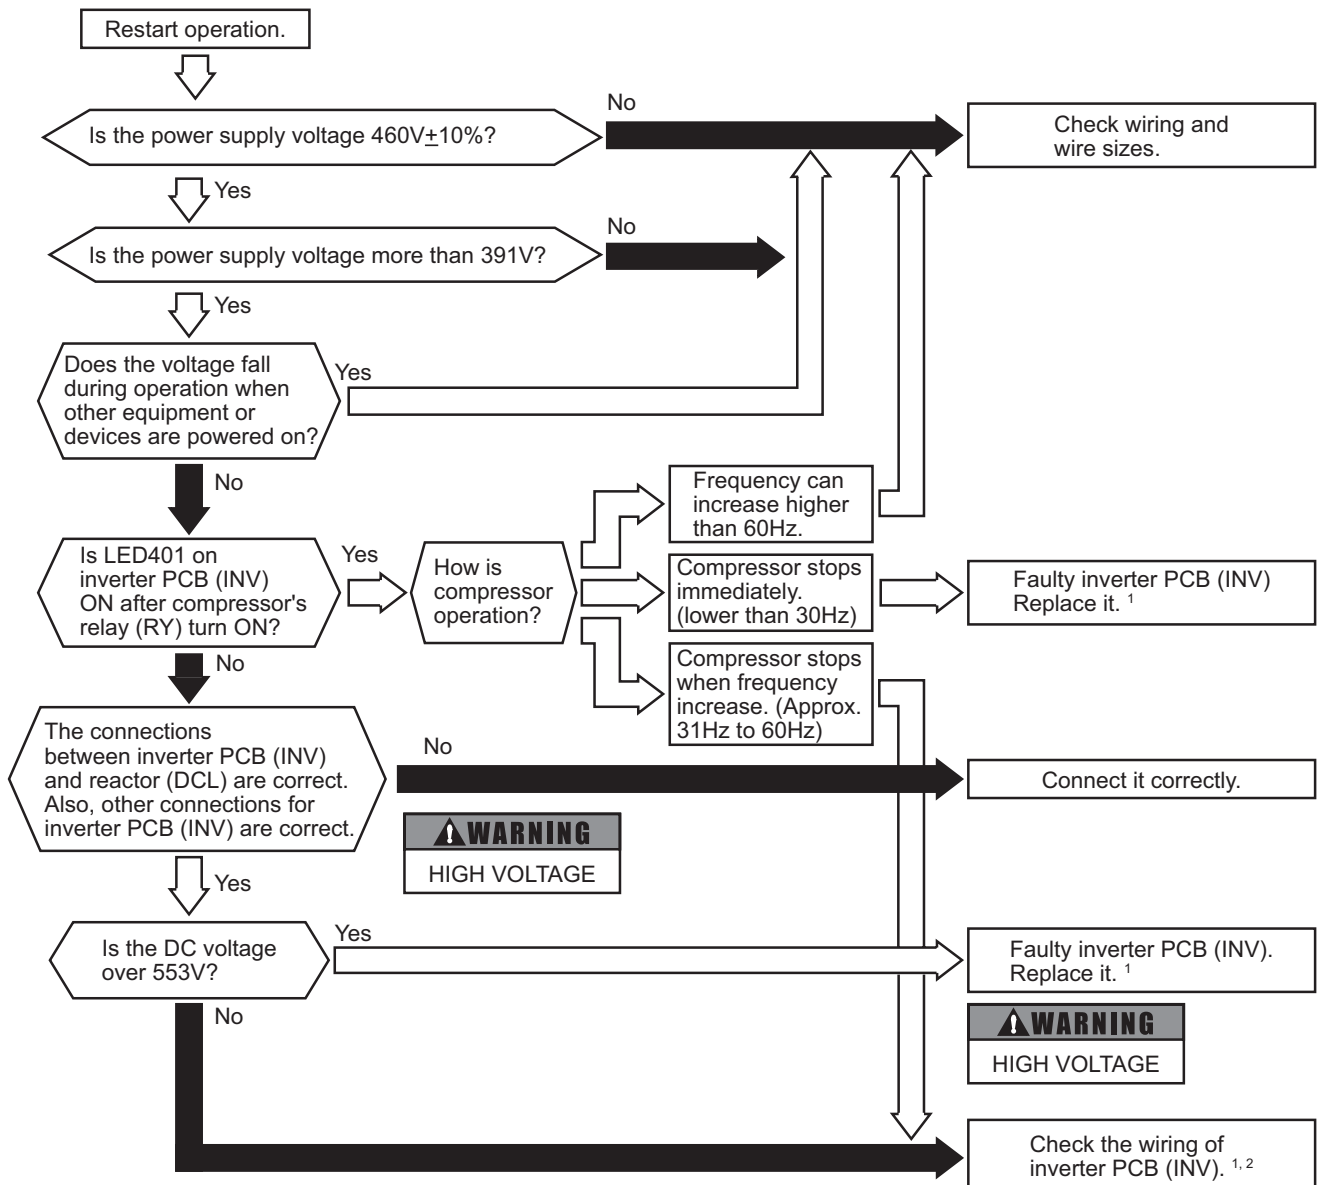 Restart operation.
No
Is the power supply voltage 460V±10%?
Check wiring and
wire sizes.
Yes
No
Is the power supply voltage more than 391V?
Yes
Does the voltage fall
during operation when
other equipment or
devices are powered on?
Yes
No
Frequency can
increase higher
than 60Hz.
Is LED401 on
inverter PCB (INV)
ON after compressor's
relay (RY) turn ON?
Yes
How is
compressor
operation?
Compressor stops
immediately.
(lower than 30Hz)
Faulty inverter PCB (INV)
Replace it. 1
No
Compressor stops
when frequency
increase. (Approx.
31Hz to 60Hz)
The connections
between inverter PCB (INV)
and reactor (DCL) are correct.
Also, other connections for
inverter PCB (INV) are correct.
No
Connect it correctly.
WARNING
HIGH VOLTAGE
Yes
Is the DC voltage
over 553V?
Yes
Faulty inverter PCB (INV).
Replace it. 1
No
WARNING
HIGH VOLTAGE
Check the wiring of
inverter PCB (INV). 1, 2